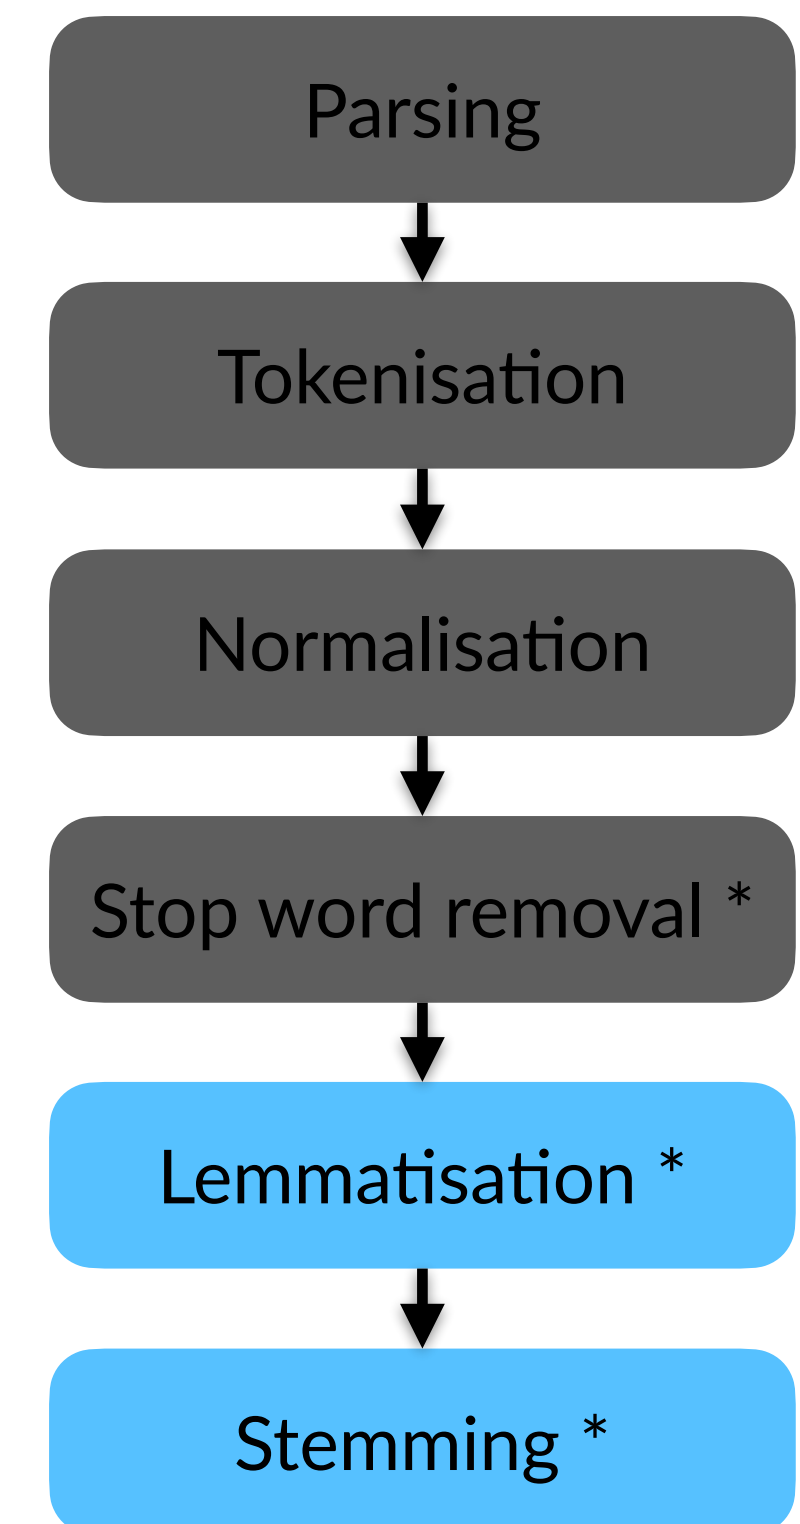 Parsing
Tokenisation
Normalisation
Stop word removal *
Lemmatisation *
Stemming *